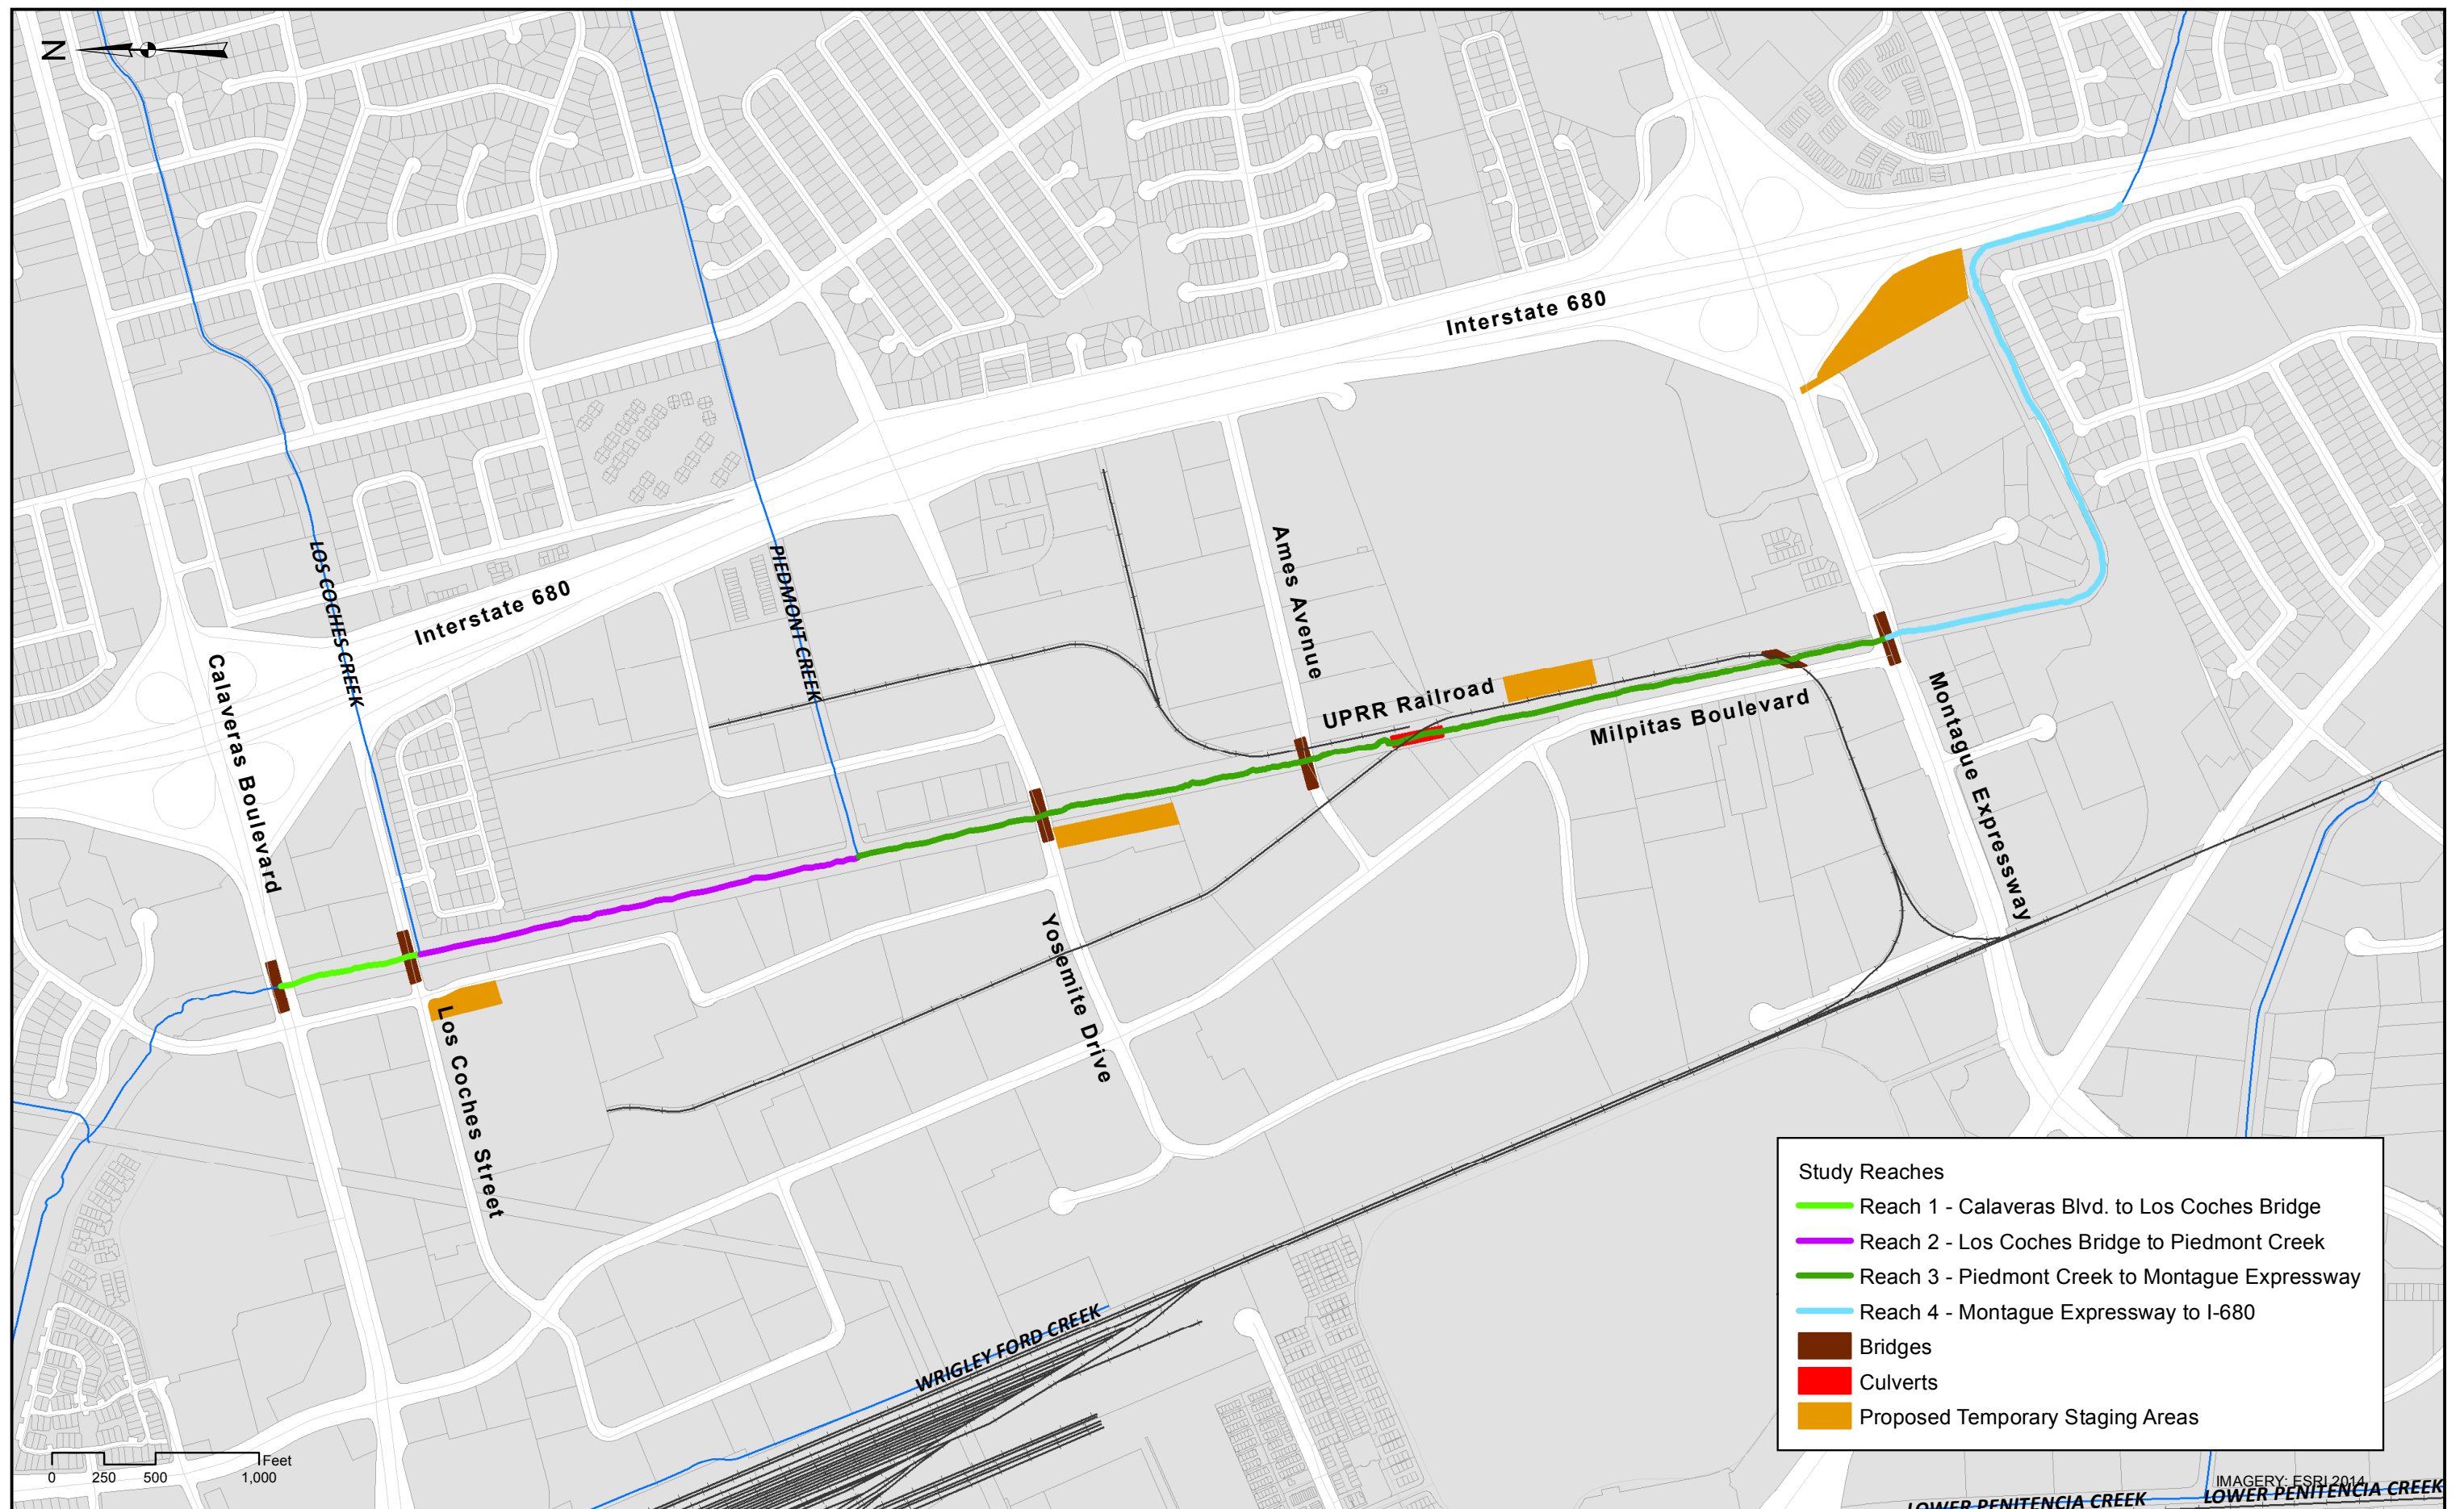 N
Interstate 680
LOS COCHES CREEK
PIEDMONT CREEK
Ames Avenue
Interstate 680
Calaveras Boulevard
UPRR Railroad
Milpitas Boulevard
Montague Expressway
Yosemite Drive
Los Coches Street
WRIGLEY FORD CREEK
Study Reaches
Reach 1 - Calaveras Blvd. to Los Coches Bridge
Reach 2 - Los Coches Bridge to Piedmont Creek
Reach 3 - Piedmont Creek to Montague Expressway
Reach 4 - Montague Expressway to I-680
Bridges
Culverts
Proposed Temporary Staging Areas
Feet
0 250 500 1,000
IMAGERY: ESRI 2014
LOWER PENITENCIA CREEK
LOWER PENITENCIA CREEK